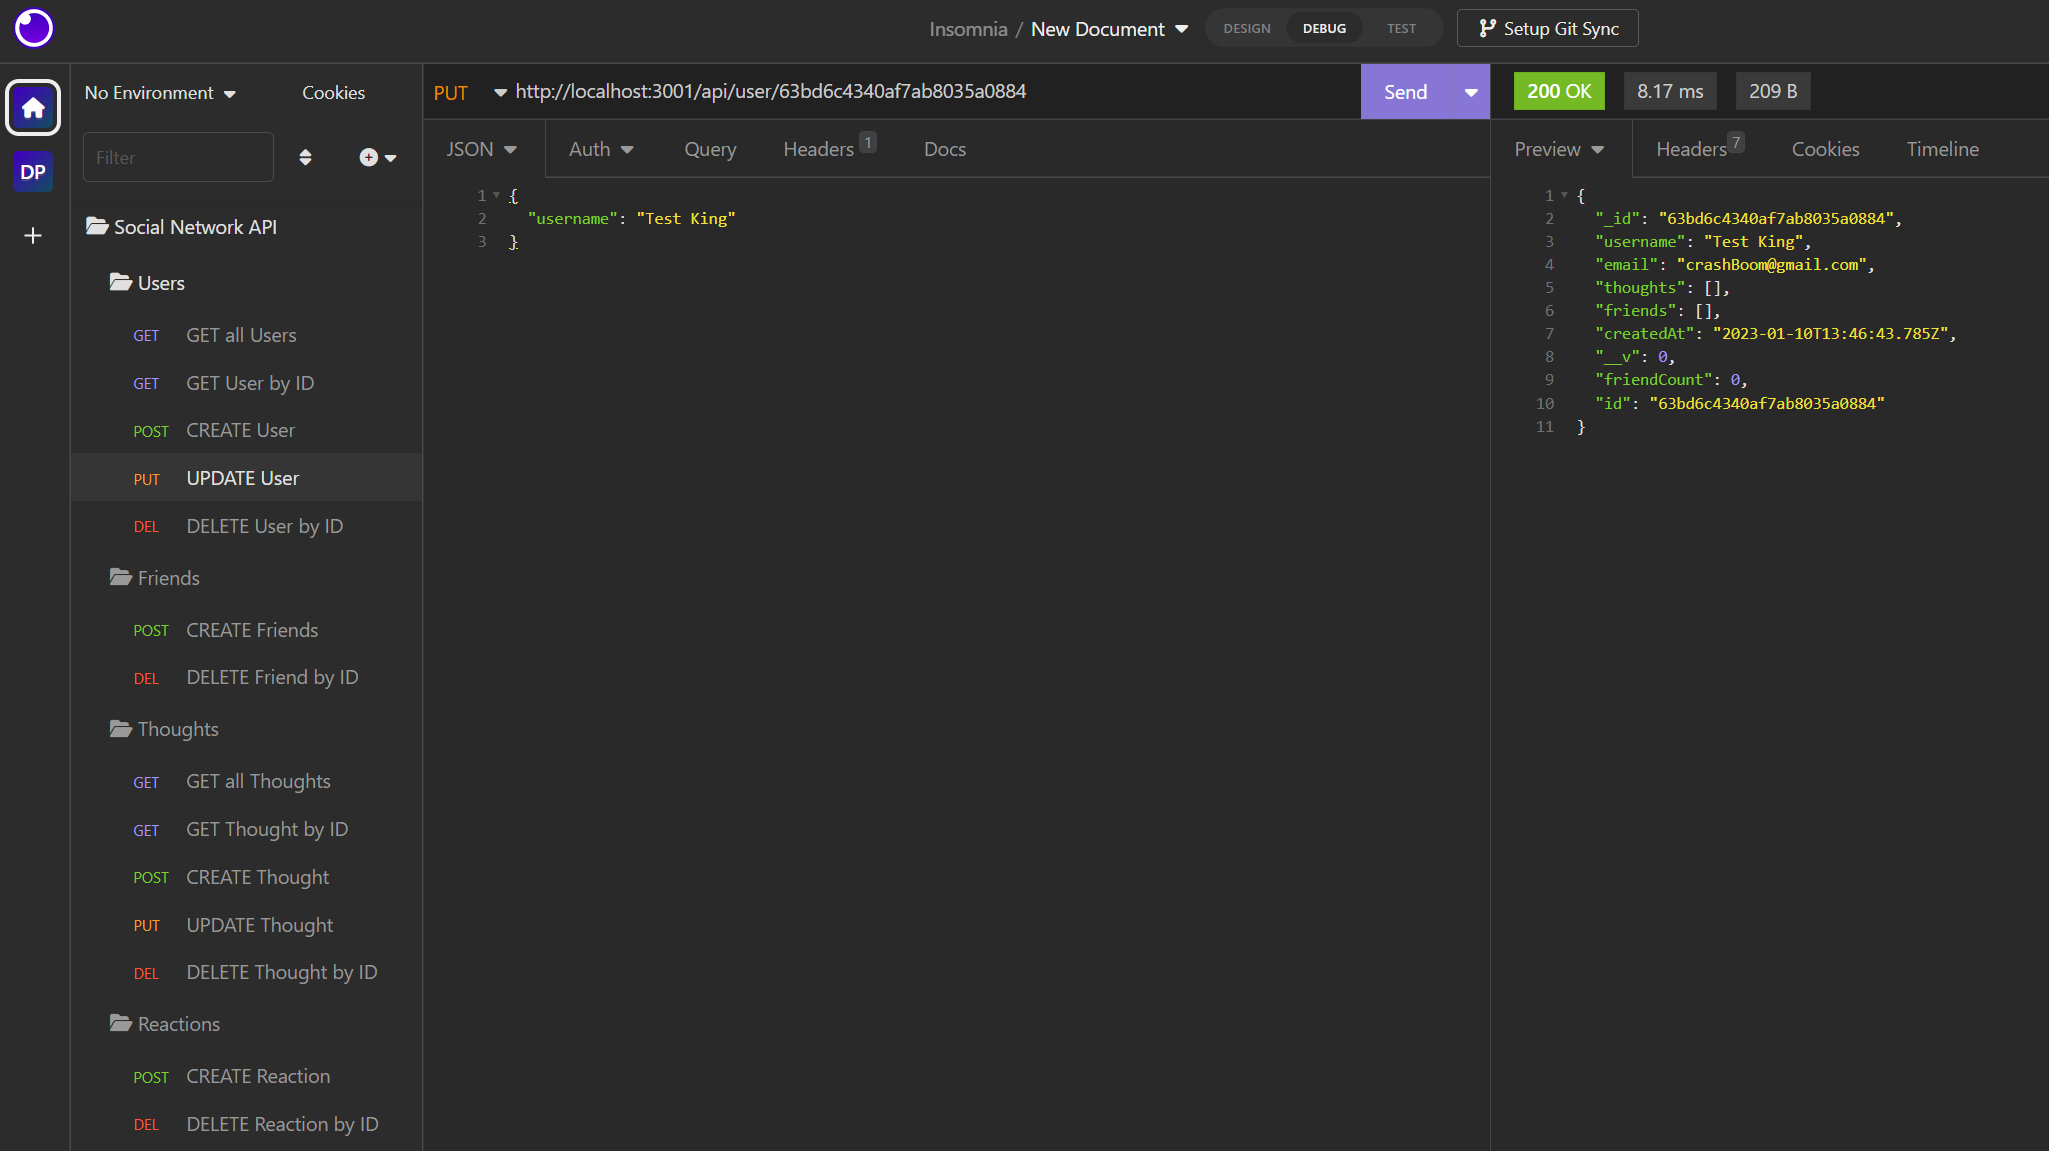 Insomnia / New Document
DESIGN DEBUG TEST
Setup Git Sync
DP
No Environment
Cookies
Filter
Social Network API
Users
GET GET all Users
GET GET User by ID
POST CREATE User
PUT UPDATE User
DEL DELETE User by ID
Friends
POST CREATE Friends
DEL DELETE Friend by ID
Thoughts
GET GET all Thoughts
GET GET Thought by ID
POST CREATE Thought
PUT UPDATE Thought
DEL DELETE Thought by ID
Reactions
POST CREATE Reaction
DEL DELETE Reaction by ID
PUT http://localhost:3001/api/user/63bd6c4340af7ab8035a0884 Send
JSON Auth Query Headers 1 Docs
1 {
2 "username": "Test King"
3 }
200 OK 8.17 ms 209 B
Preview Headers 7 Cookies Timeline
1 {
2 "_id": "63bd6c4340af7ab8035a0884",
3 "username": "Test King",
4 "email": "crashBoom@gmail.com",
5 "thoughts": [],
6 "friends": [],
7 "createdAt": "2023-01-10T13:46:43.785Z",
8 "__v": 0,
9 "friendCount": 0,
10 "id": "63bd6c4340af7ab8035a0884"
11 }